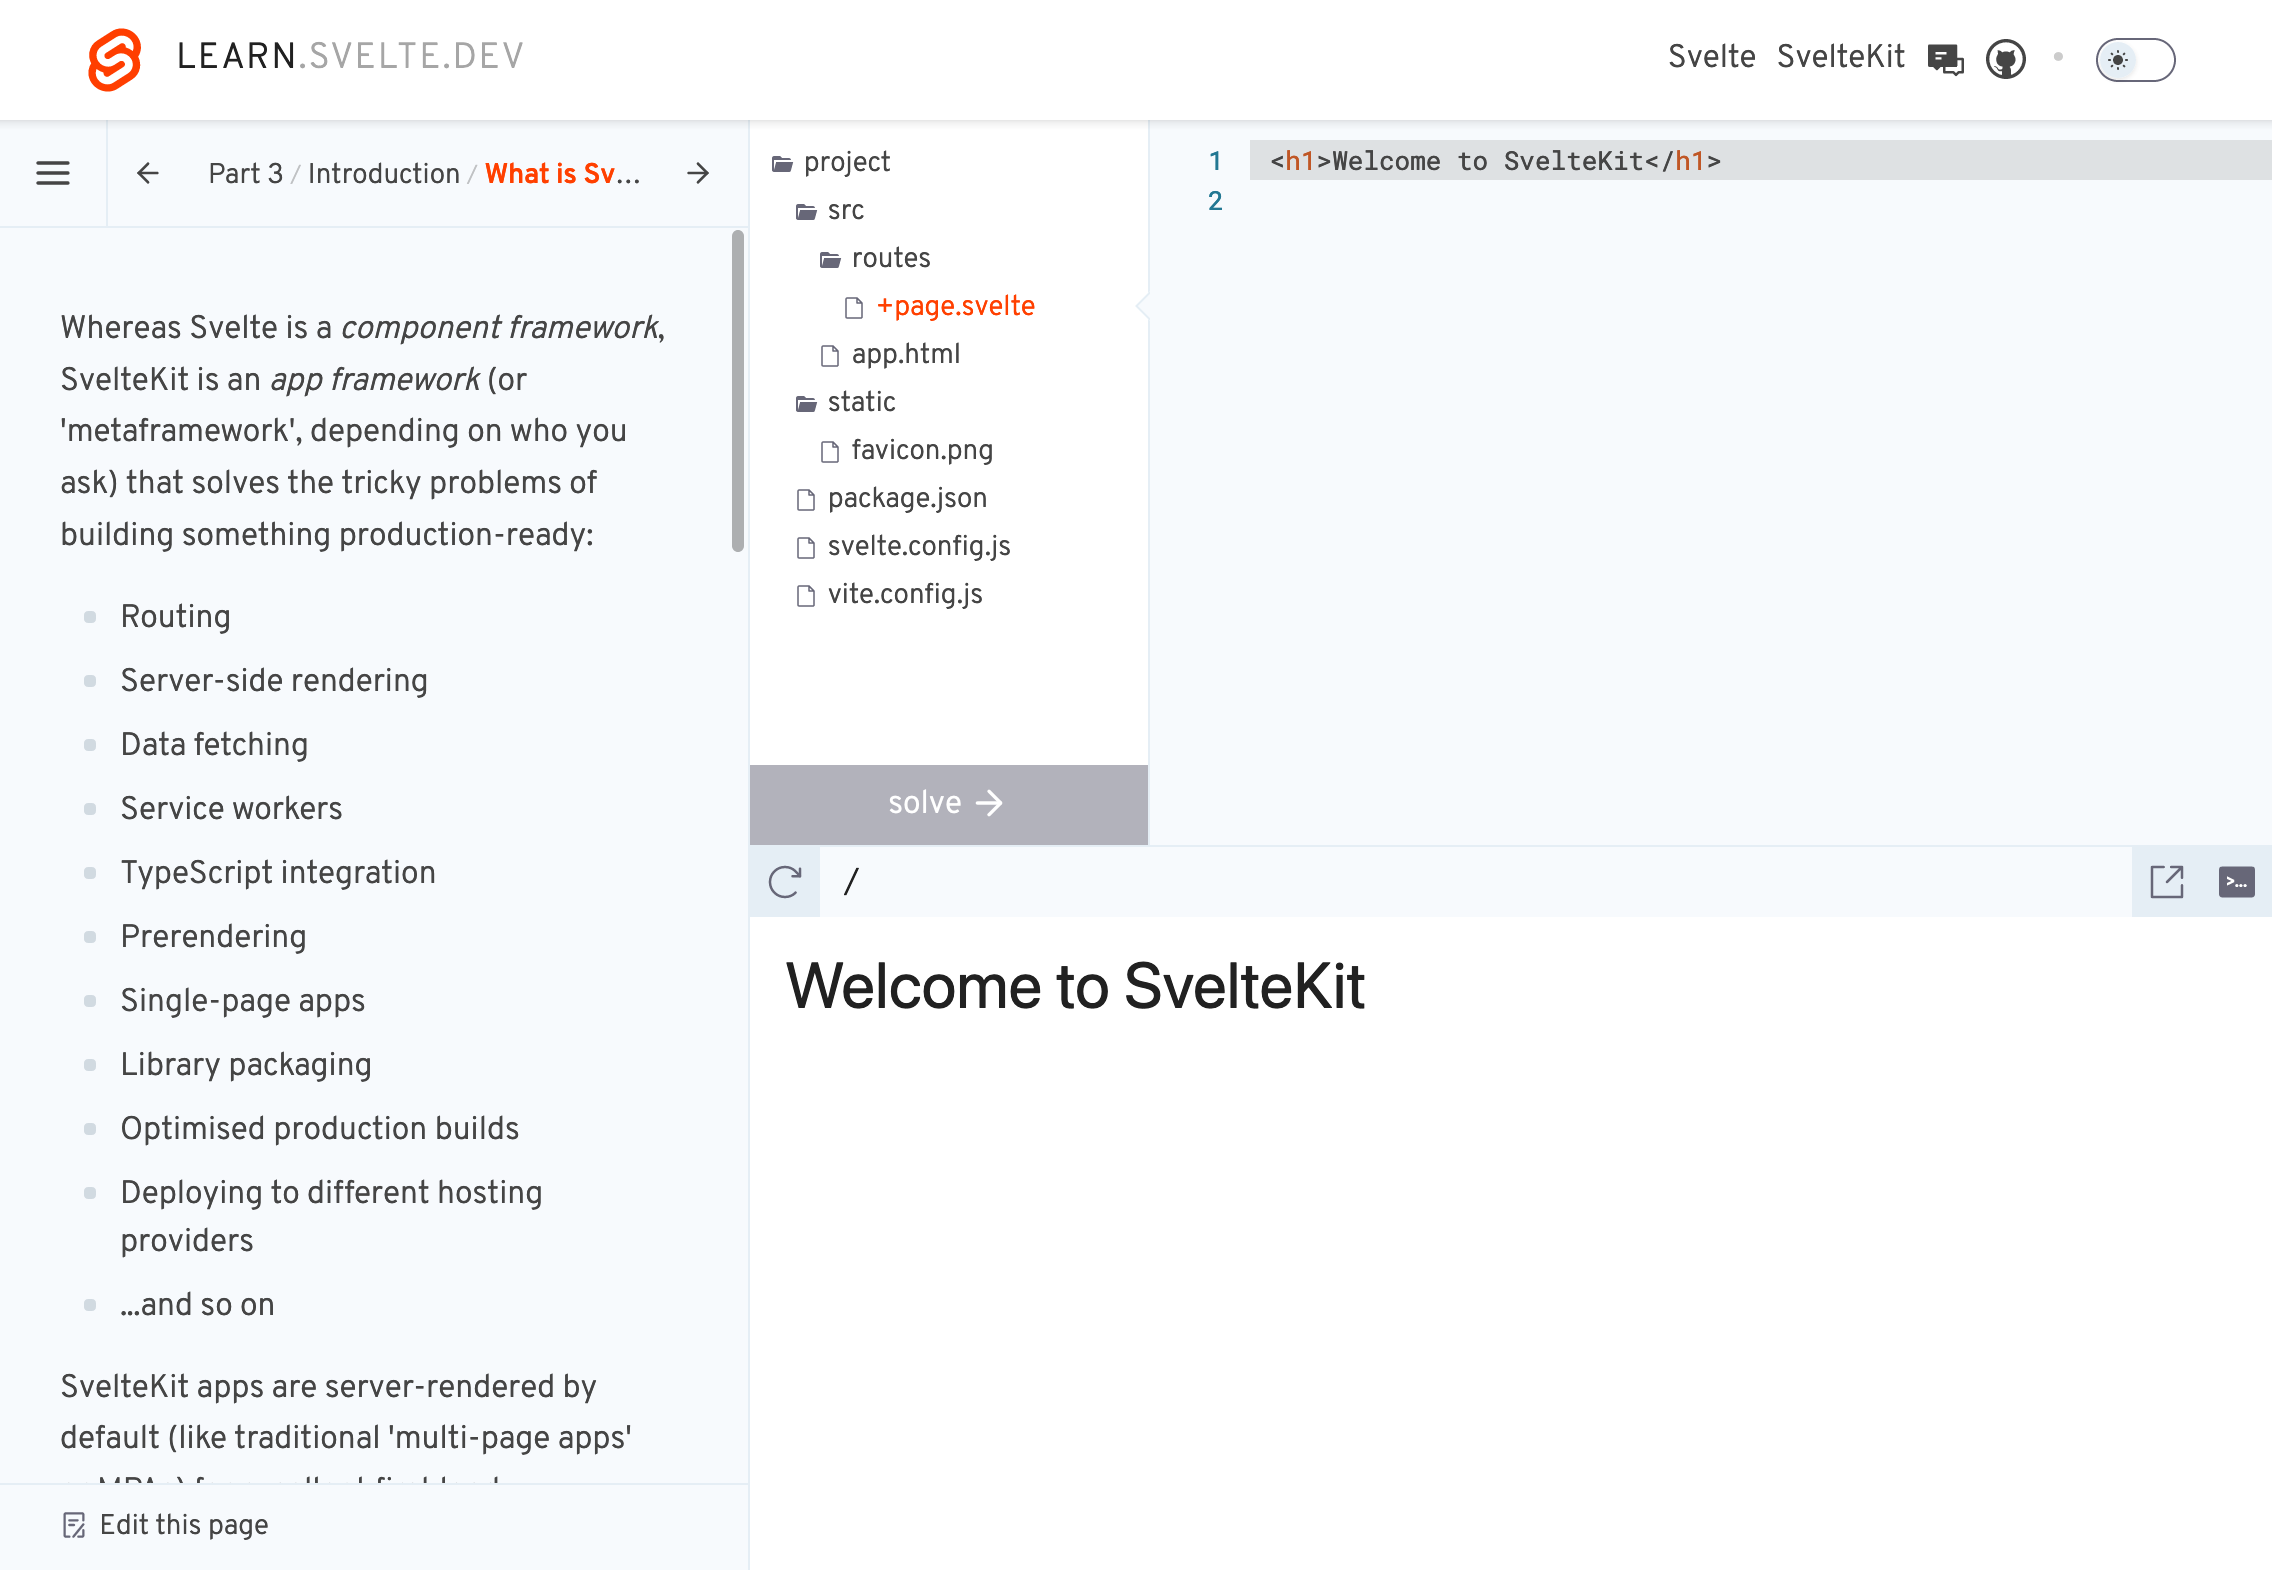 LEARN.SVELTE.DEV
Svelte SvelteKit
Part 3 / Introduction / What is Sv...
Whereas Svelte is a component framework,
SvelteKit is an app framework (or
'metaframework', depending on who you
ask) that solves the tricky problems of
building something production-ready:
Routing
Server-side rendering
Data fetching
Service workers
TypeScript integration
Prerendering
Single-page apps
Library packaging
Optimised production builds
Deploying to different hosting
providers
...and so on
SvelteKit apps are server-rendered by
default (like traditional 'multi-page apps'
Edit this page
project
src
routes
+page.svelte
app.html
static
favicon.png
package.json
svelte.config.js
vite.config.js
solve →
1 <h1>Welcome to SvelteKit</h1>
2
/
>...
Welcome to SvelteKit